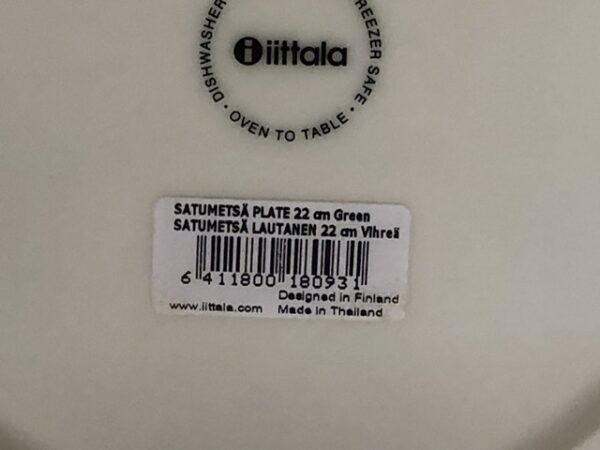 DISHWASHER
REEZER SAFE
iittala
• OVEN TO TABLE •
SATUMETSÄ PLATE 22 cm Green
SATUMETSÄ LAUTANEN 22 cm Vihreä
6 411800 180931
Designed in Finland
www.iittala.com Made in Thailand